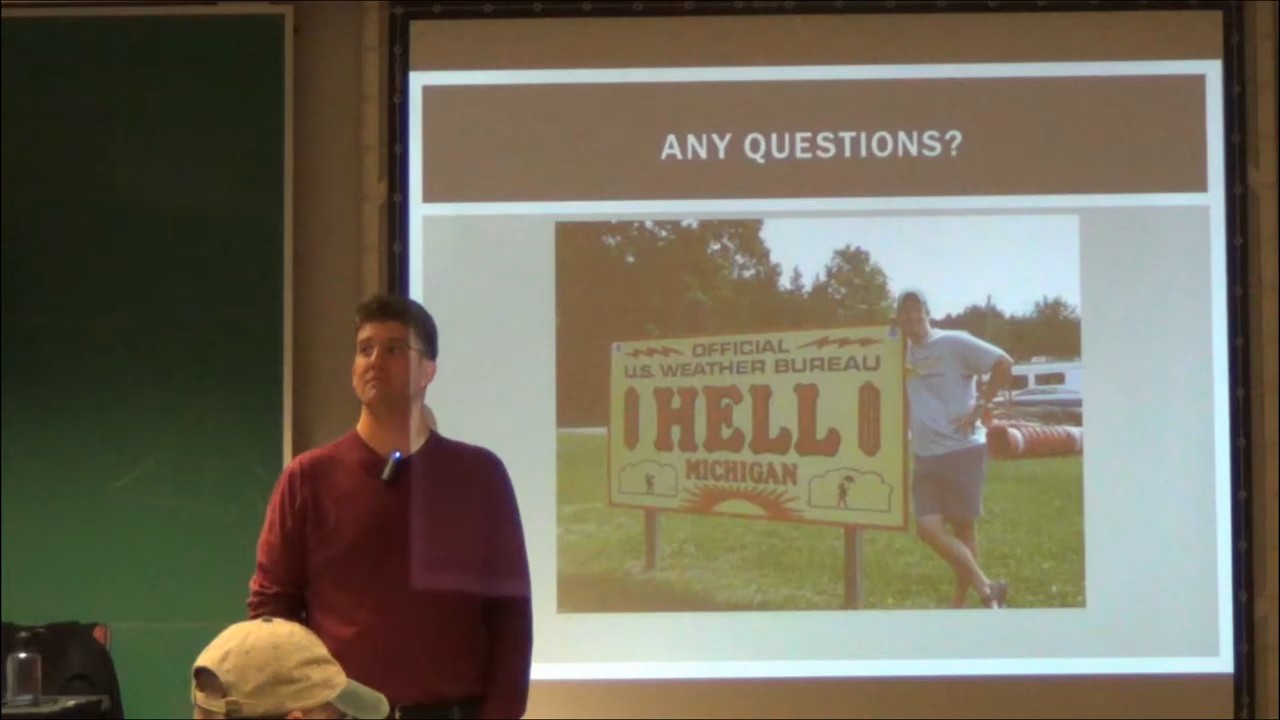 ANY QUESTIONS?
OFFICIAL
U.S. WEATHER BUREAU
HELL
MICHIGAN